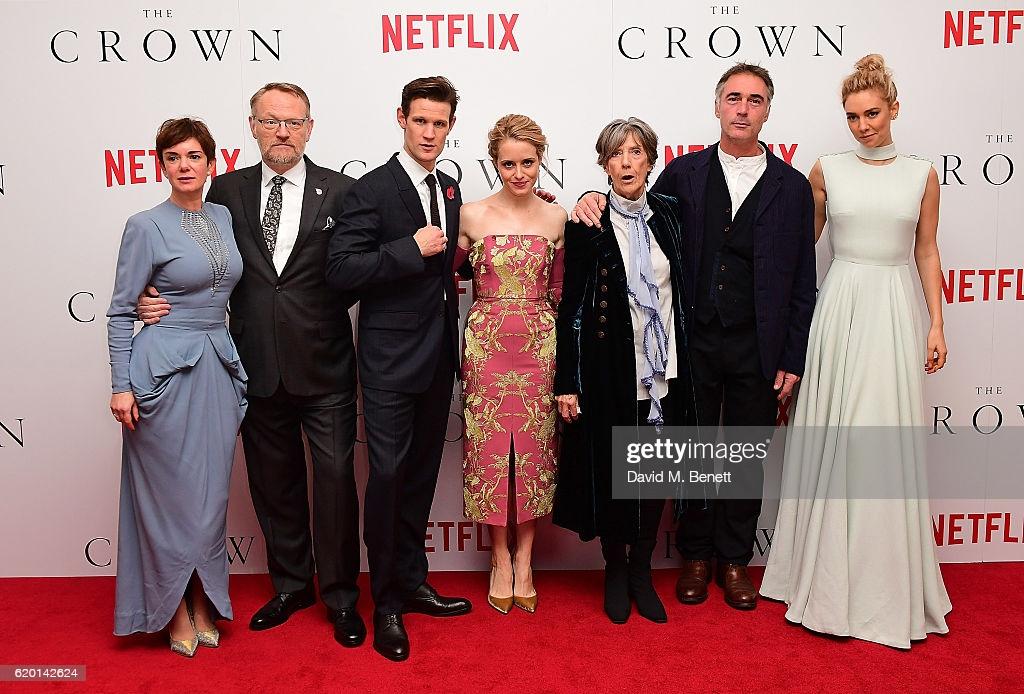 THE
CROWN
NETFLIX
THE
CROWN
NETFLIX
NETFLIX
NETFLIX
THE
CROWN
THE
CROWN
NETFLIX
CROWN
THE
CROWN
gettyimages
David M. Benett
NETFLIX
NETFLIX
620142624